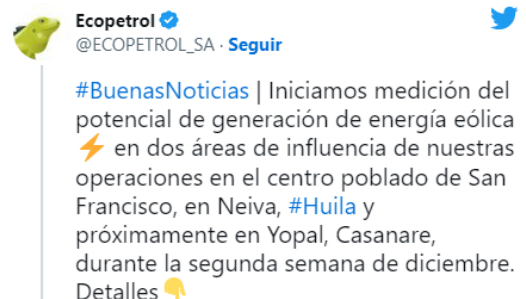 Ecopetrol
@ECOPETROL_SA · Seguir
#BuenasNoticias | Iniciamos medición del
potencial de generación de energía eólica
⚡ en dos áreas de influencia de nuestras
operaciones en el centro poblado de San
Francisco, en Neiva, #Huila y
próximamente en Yopal, Casanare,
durante la segunda semana de diciembre.
Detalles👇